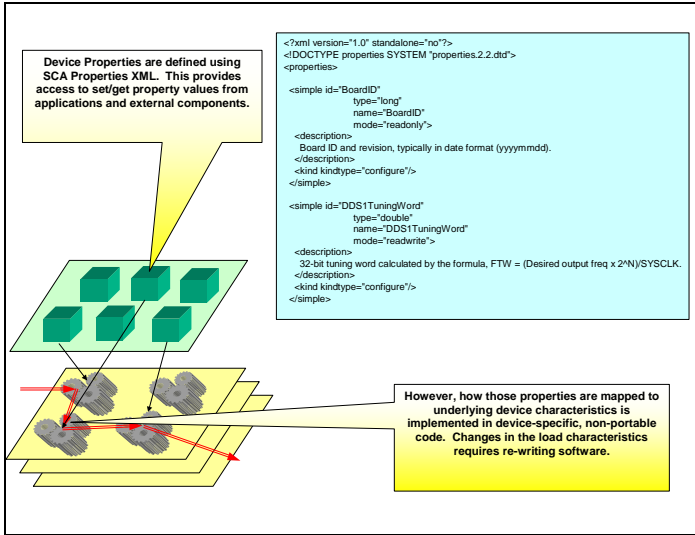 Device Properties are defined using
SCA Properties XML.  This provides
access to set/get property values from
applications and external components.
<?xml version="1.0" standalone="no"?>
<!DOCTYPE properties SYSTEM "properties.2.2.dtd">
<properties>
<simple id="BoardID"
type="long"
name="BoardID"
mode="readonly">
<description>
Board ID and revision, typically in date format (yyyymmdd).
</description>
<kind kindtype="configure"/>
</simple>
<simple id="DDS1TuningWord"
type="double"
name="DDS1TuningWord"
mode="readwrite">
<description>
32-bit tuning word calculated by the formula, FTW = (Desired output freq x 2^N)/SYSCLK.
</description>
<kind kindtype="configure"/>
</simple>
However, how those properties are mapped to
underlying device characteristics is
implemented in device-specific, non-portable
code.  Changes in the load characteristics
requires re-writing software.